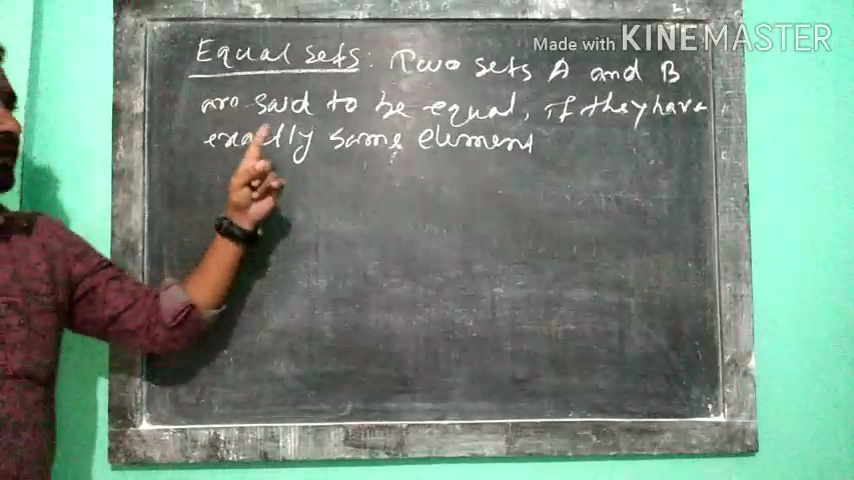 Made with KINEMASTER
Equal sets: Two sets A and B
are said to be equal, if they have
exactly same element